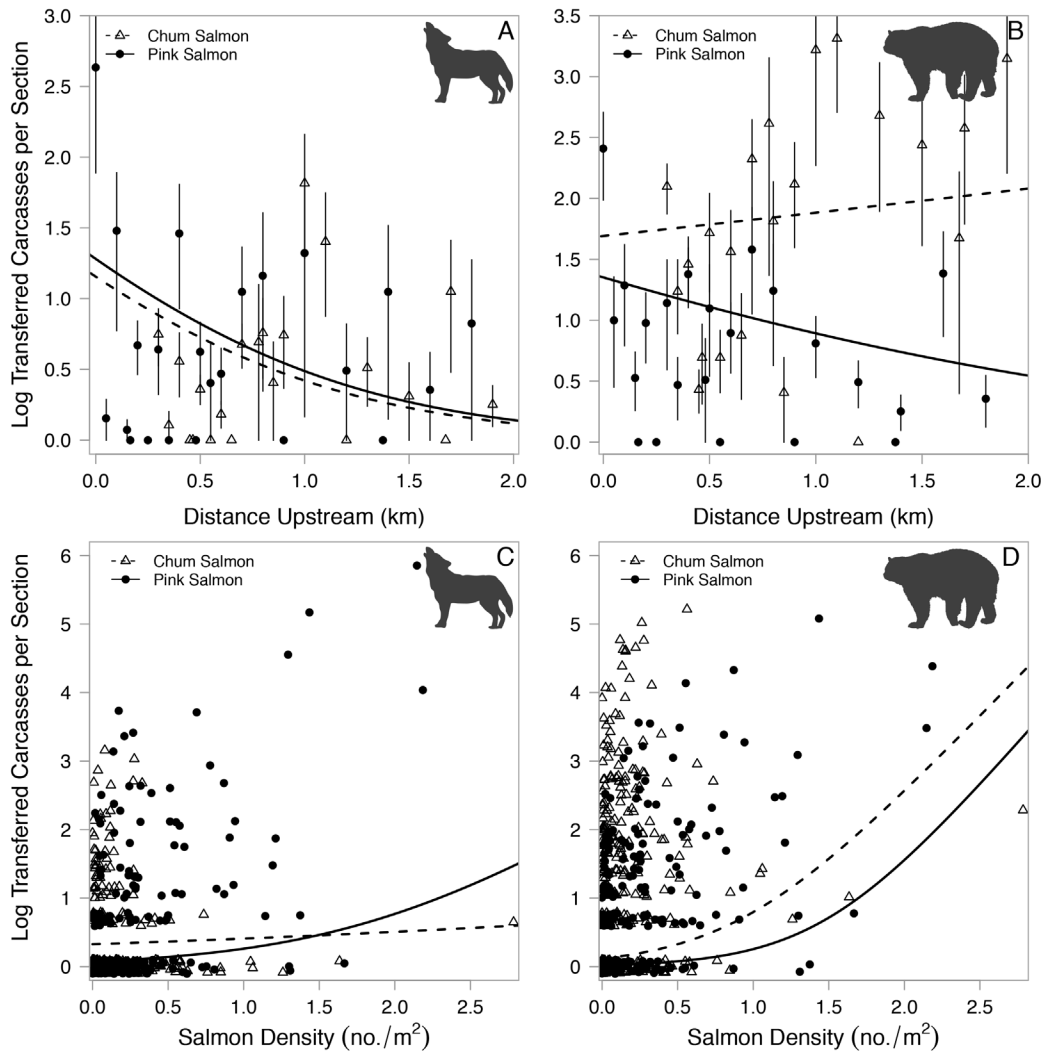 A
Chum Salmon
Pink Salmon
Log Transferred Carcasses per Section
3.0
2.5
2.0
1.5
1.0
0.5
0.0
0.0 0.5 1.0 1.5 2.0
Distance Upstream (km)
B
Chum Salmon
Pink Salmon
3.5
3.0
2.5
2.0
1.5
1.0
0.5
0.0
0.0 0.5 1.0 1.5 2.0
Distance Upstream (km)
C
Chum Salmon
Pink Salmon
Log Transferred Carcasses per Section
6
5
4
3
2
1
0
0.0 0.5 1.0 1.5 2.0 2.5
Salmon Density (no./m²)
D
Chum Salmon
Pink Salmon
6
5
4
3
2
1
0
0.0 0.5 1.0 1.5 2.0 2.5
Salmon Density (no./m²)